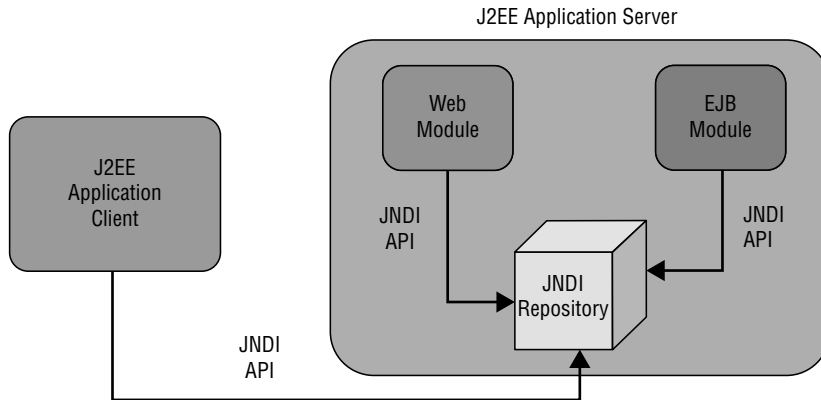 J2EE Application Server
Web
Module
EJB
Module
J2EE
Application
Client
JNDI
API
JNDI
API
JNDI
Repository
JNDI
API